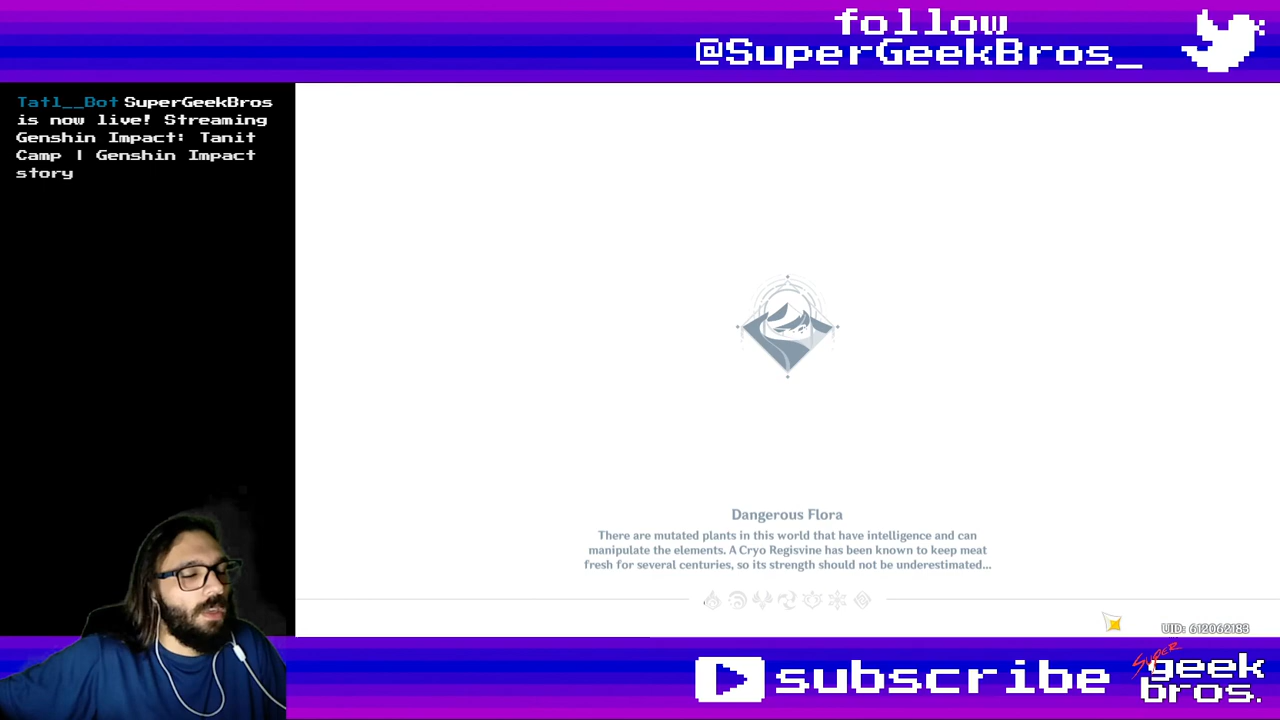 follow
@SuperGeekBros_
Tatl__Bot SuperGeekBros
is now live! Streaming
Genshin Impact: Tanit
Camp | Genshin Impact
story
Dangerous Flora
There are mutated plants in this world that have intelligence and can
manipulate the elements. A Cryo Regisvine has been known to keep meat
fresh for several centuries, so its strength should not be underestimated...
UID: 612062183
subscribe
SUPER
geek
bros.